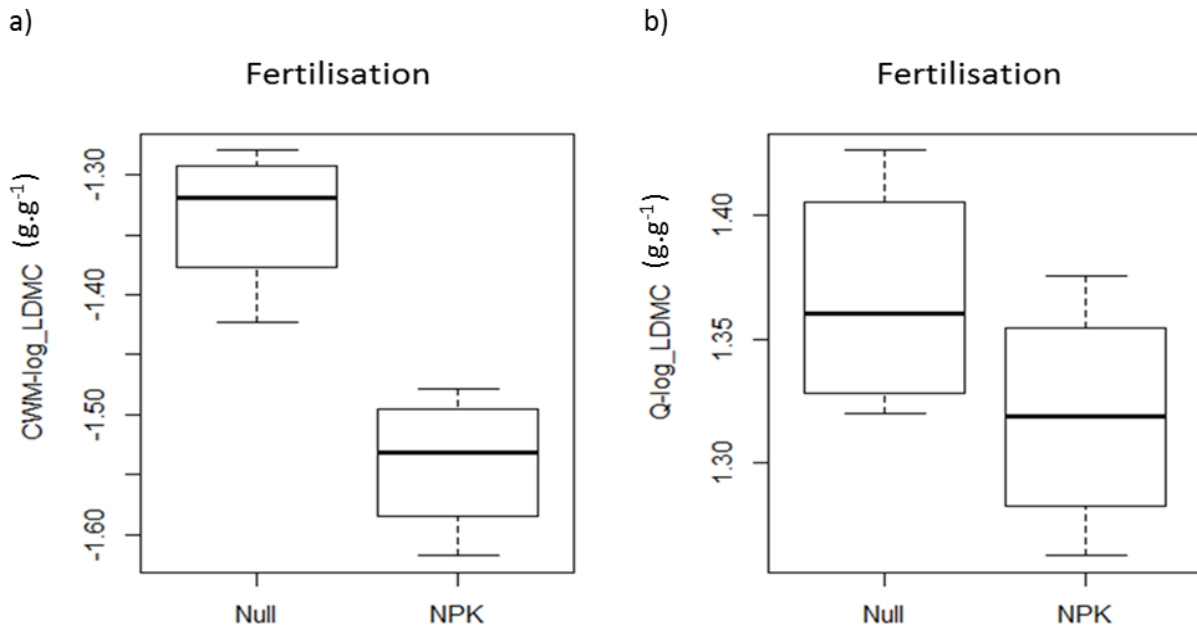 a)
Fertilisation
CWM-log_LDMC (g.g⁻¹)
-1.30
-1.40
-1.50
-1.60
Null NPK
b)
Fertilisation
Q-log_LDMC (g.g⁻¹)
1.40
1.35
1.30
Null NPK